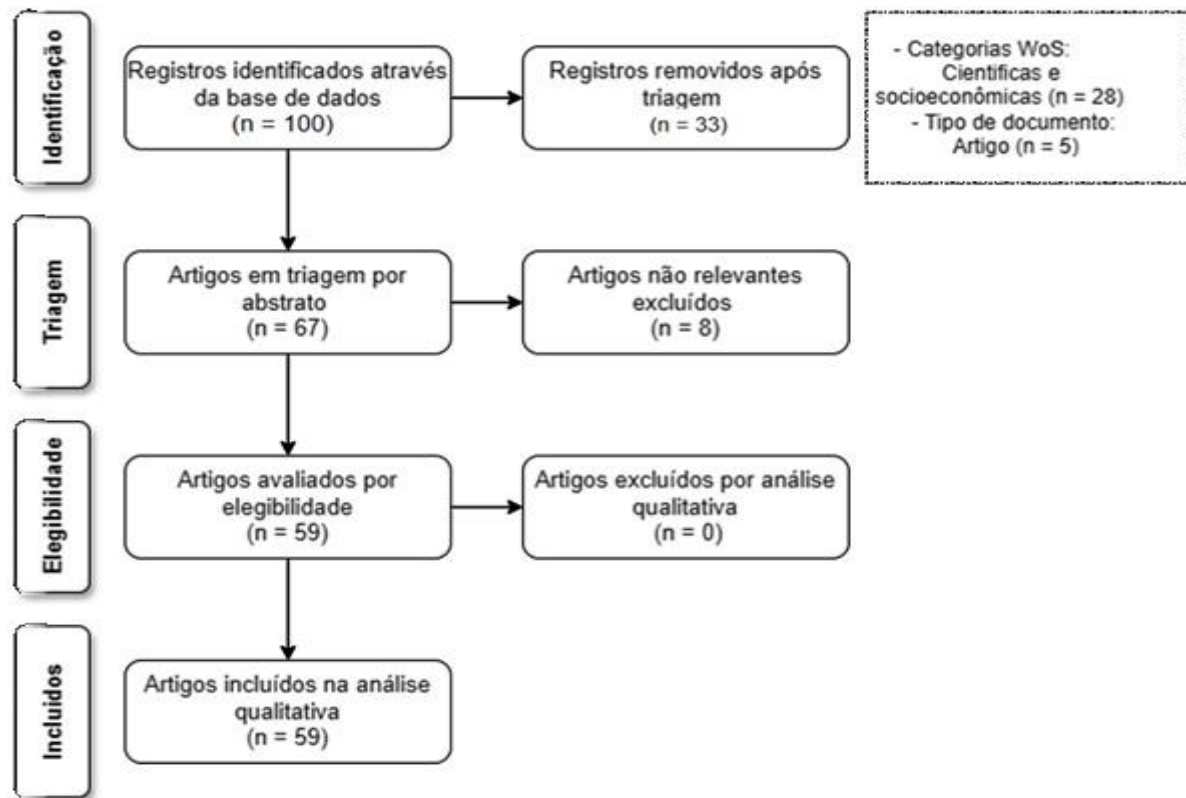 Identificação
Registros identificados através
da base de dados
(n = 100)
Registros removidos após
triagem
(n = 33)
- Categorias WoS:
Cientificas e
socioeconômicas (n = 28)
- Tipo de documento:
Artigo (n = 5)
Triagem
Artigos em triagem por
abstrato
(n = 67)
Artigos não relevantes
excluídos
(n = 8)
Elegibilidade
Artigos avaliados por
elegibilidade
(n = 59)
Artigos excluídos por análise
qualitativa
(n = 0)
Incluidos
Artigos incluídos na análise
qualitativa
(n = 59)